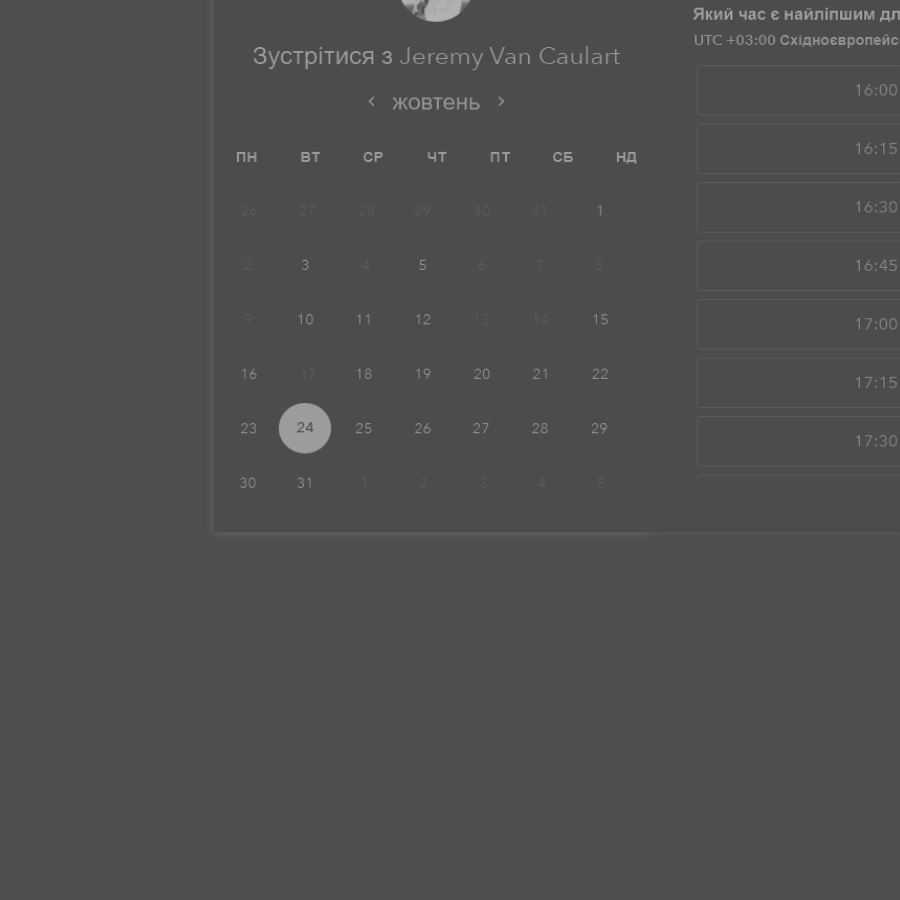 Зустрітися з Jeremy Van Caulart
жовтень
ПН ВТ СР ЧТ ПТ СБ НД
26 27 28 29 30 31 1
2 3 4 5 6 7 8
9 10 11 12 13 14 15
16 17 18 19 20 21 22
23 24 25 26 27 28 29
30 31 1 2 3 4 5
Який час є найліпшим дл
UTC +03:00 Східноєвропейс
16:00
16:15
16:30
16:45
17:00
17:15
17:30